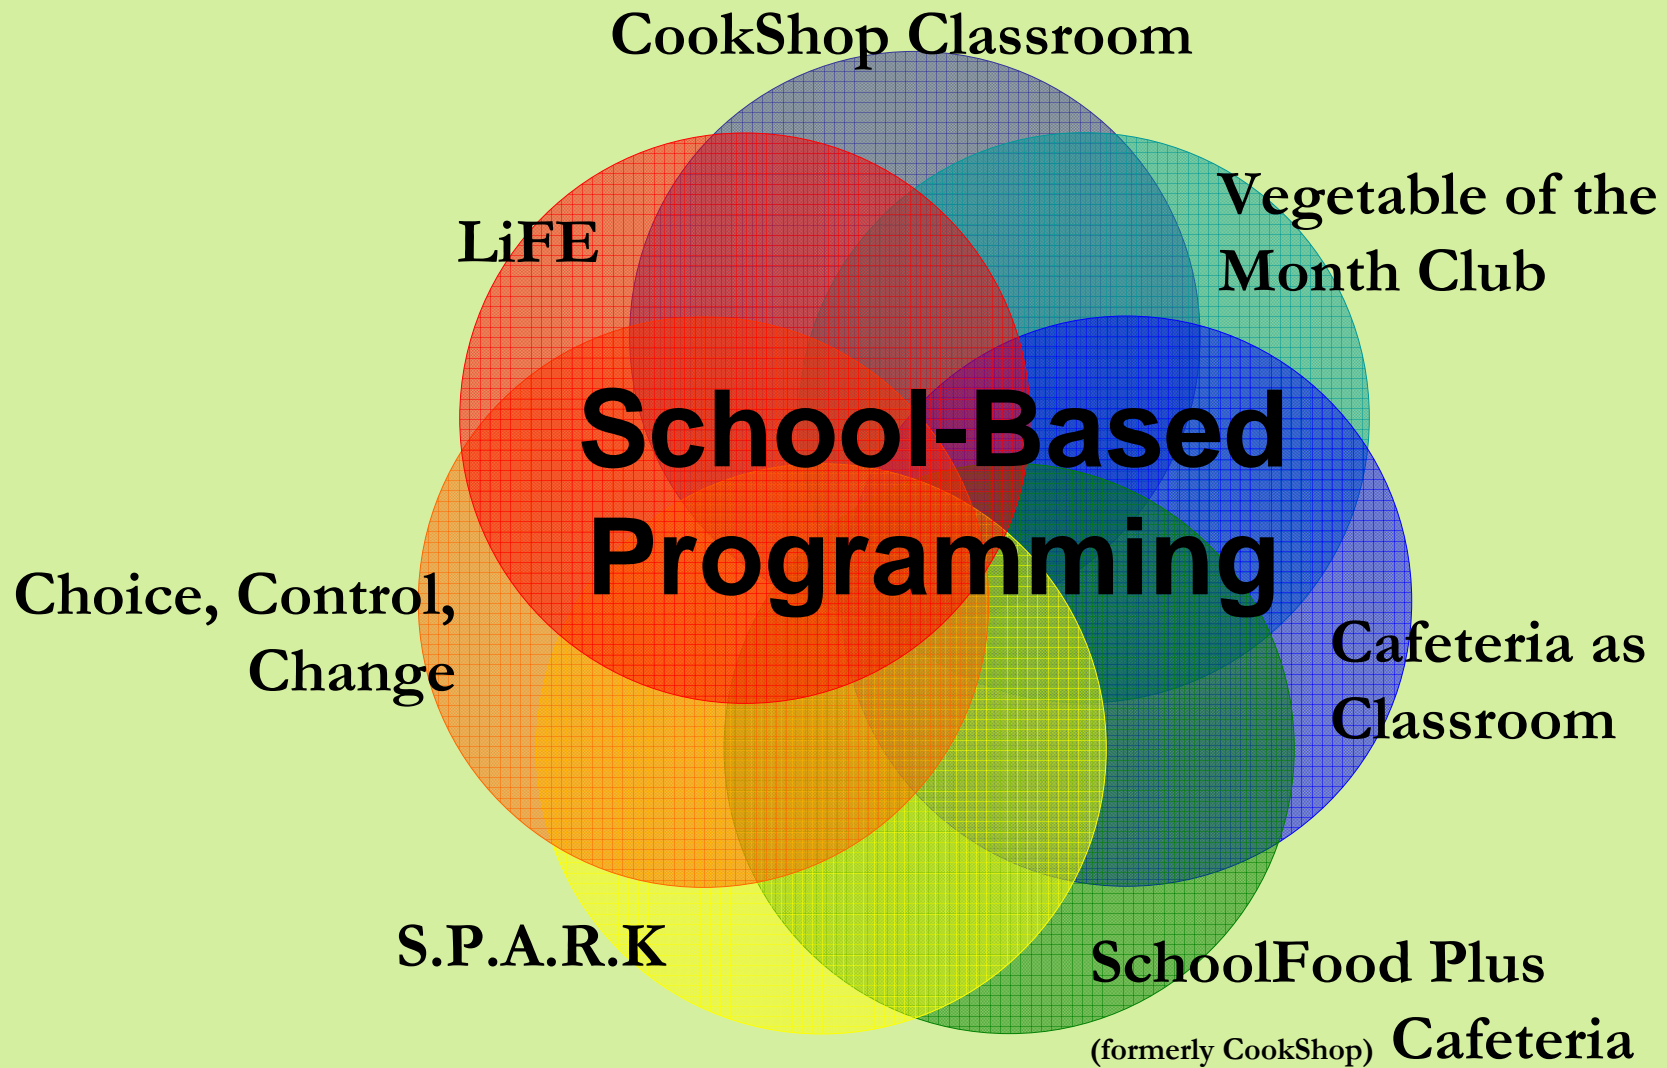 CookShop Classroom
Vegetable of the
Month Club
LiFE
School-Based
Programming
Choice, Control,
Change
Cafeteria as
Classroom
S.P.A.R.K
SchoolFood Plus
(formerly CookShop) Cafeteria